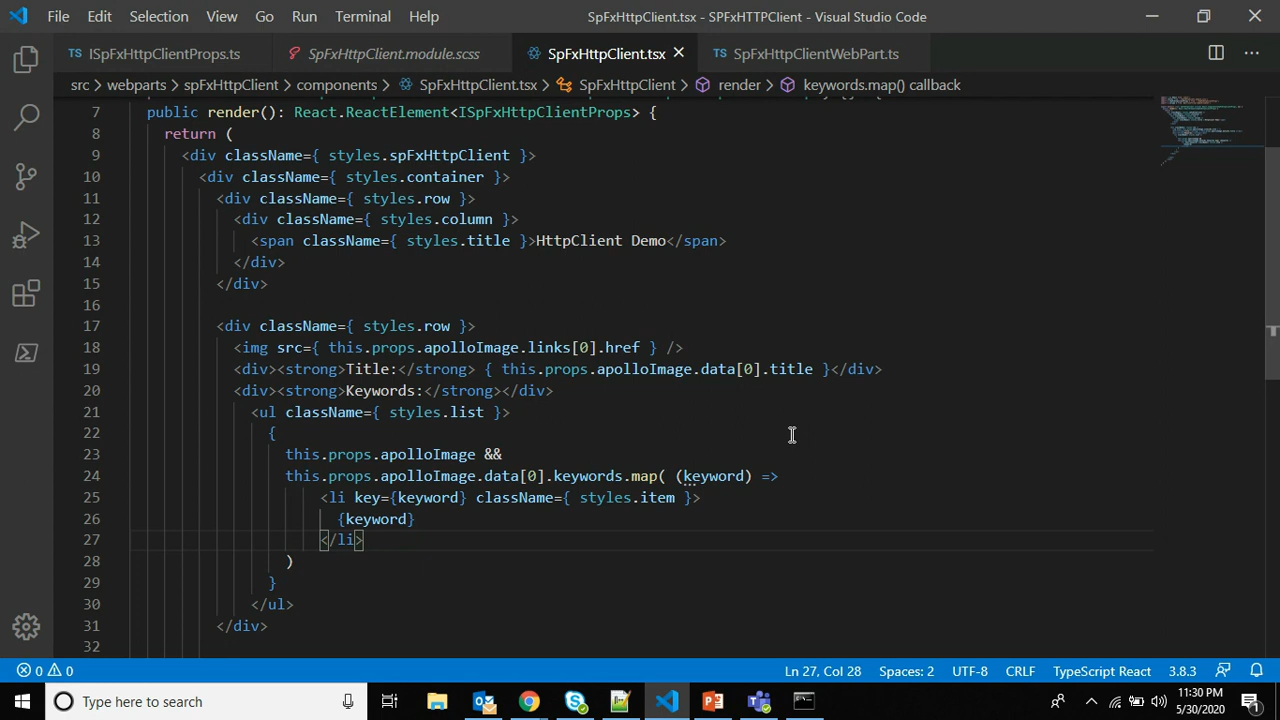 File Edit Selection View Go Run Terminal Help SpFxHttpClient.tsx - SPFxHTTPClient - Visual Studio Code
ISpFxHttpClientProps.ts SpFxHttpClient.module.scss SpFxHttpClient.tsx TS SpFxHttpClientWebPart.ts
src > webparts > spFxHttpClient > components > SpFxHttpClient.tsx > SpFxHttpClient > render > keywords.map() callback
7 public render(): React.ReactElement<ISpFxHttpClientProps> {
8 return (
9 <div className={ styles.spFxHttpClient }>
10 <div className={ styles.container }>
11 <div className={ styles.row }>
12 <div className={ styles.column }>
13 <span className={ styles.title }>HttpClient Demo</span>
14 </div>
15 </div>
16
17 <div className={ styles.row }>
18 <img src={ this.props.apolloImage.links[0].href } />
19 <div><strong>Title:</strong> { this.props.apolloImage.data[0].title }</div>
20 <div><strong>Keywords:</strong></div>
21 <ul className={ styles.list }>
22 {
23 this.props.apolloImage &&
24 this.props.apolloImage.data[0].keywords.map( (keyword) =>
25 <li key={keyword} className={ styles.item }>
26 {keyword}
27 </li>
28 )
29 }
30 </ul>
31 </div>
32
0 0 Ln 27, Col 28 Spaces: 2 UTF-8 CRLF TypeScript React 3.8.3
Type here to search 11:30 PM
5/30/2020 1